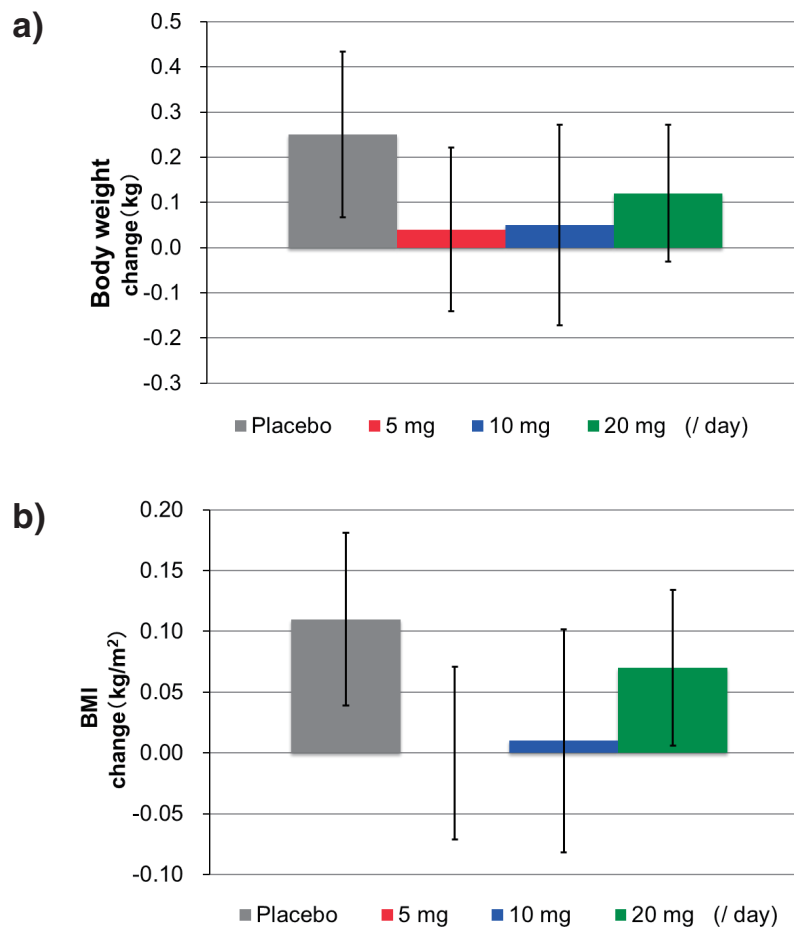 a)
Body weight
change(kg)
0.5
0.4
0.3
0.2
0.1
0.0
-0.1
-0.2
-0.3
Placebo 5 mg 10 mg 20 mg (/ day)
b)
BMI
change(kg/m²)
0.20
0.15
0.10
0.05
0.00
-0.05
-0.10
Placebo 5 mg 10 mg 20 mg (/ day)